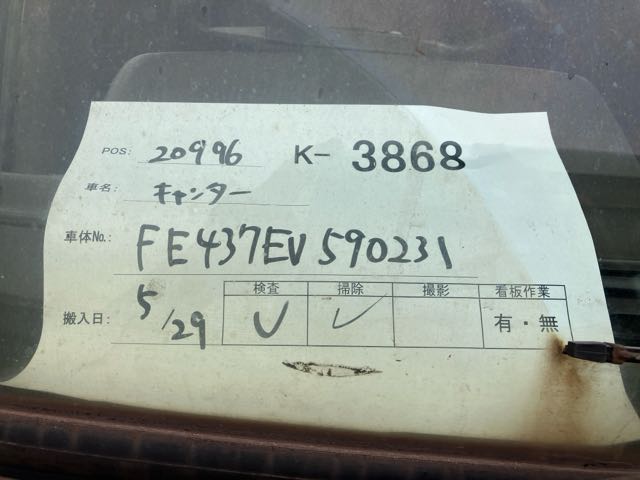 POS: 20996 K- 3868
車名: キャンター
車体No.: FE437EV590231
検査 掃除 撮影 看板作業
搬入日: 5/29 ✓ ✓ 有・無